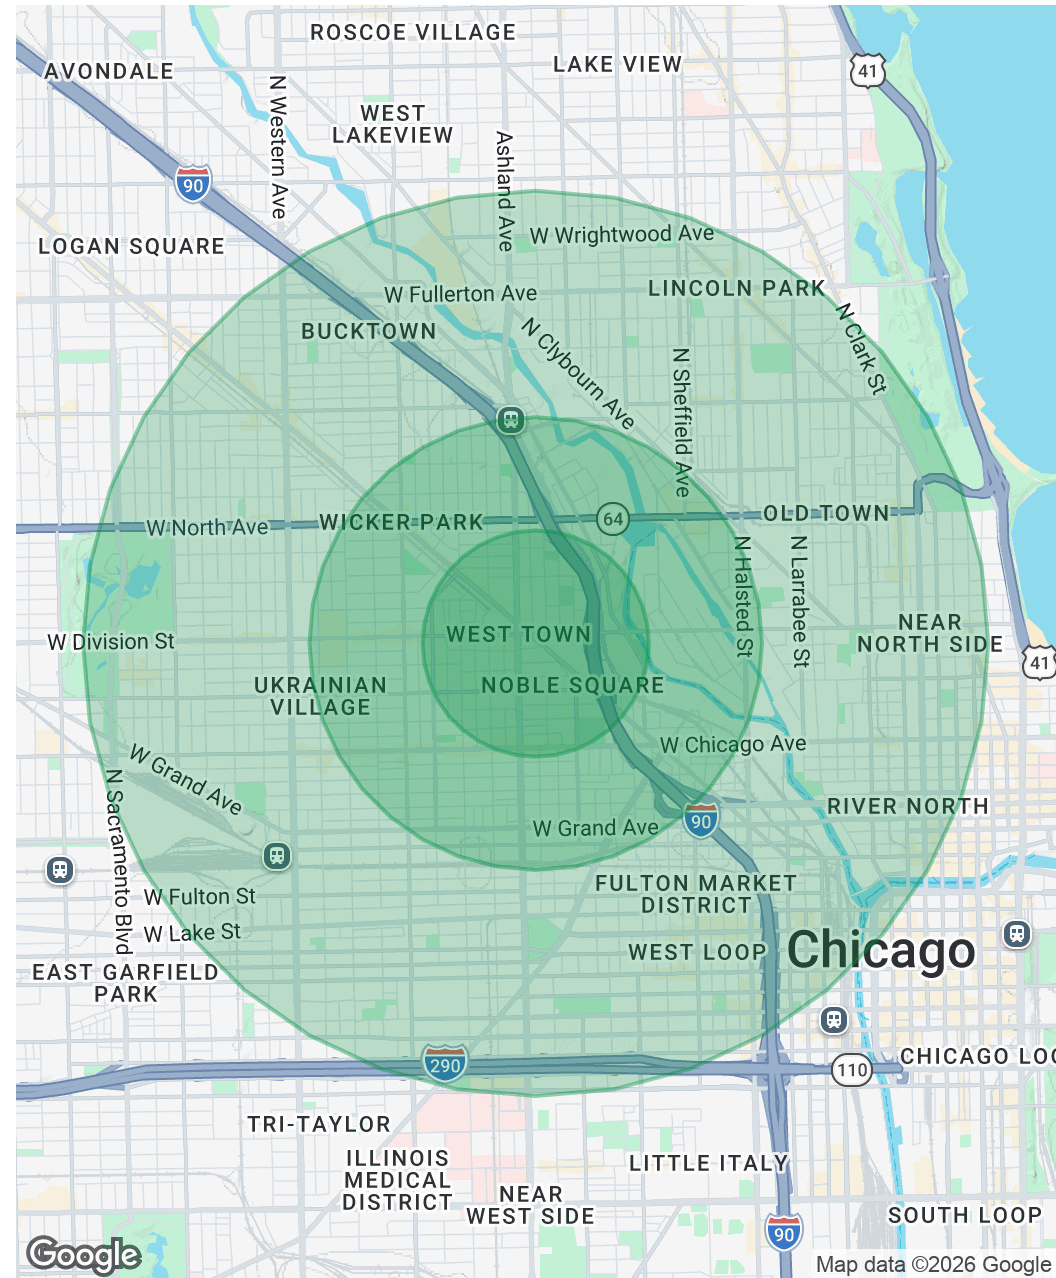 ROSCOE VILLAGE
LAKE VIEW
41
AVONDALE
N Western Ave
WEST
LAKEVIEW
Ashland Ave
90
LOGAN SQUARE
W Wrightwood Ave
W Fullerton Ave
LINCOLN PARK
BUCKTOWN
N Clybourn Ave
N Sheffield Ave
N Clark St
W North Ave
WICKER PARK
64
OLD TOWN
N Halsted St
N Larrabee St
W Division St
WEST TOWN
NEAR
NORTH SIDE
41
UKRAINIAN
VILLAGE
NOBLE SQUARE
W Chicago Ave
W Grand Ave
N Sacramento Blvd
RIVER NORTH
W Grand Ave
90
W Fulton St
FULTON MARKET
DISTRICT
W Lake St
WEST LOOP
Chicago
EAST GARFIELD
PARK
290
110
CHICAGO LOO
TRI-TAYLOR
ILLINOIS
MEDICAL
DISTRICT
LITTLE ITALY
NEAR
WEST SIDE
SOUTH LOOP
90
Google
Map data ©2026 Google